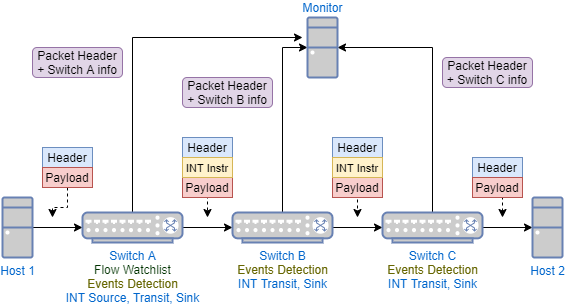 Monitor
Packet Header
+ Switch A info
Packet Header
+ Switch B info
Packet Header
+ Switch C info
Header
Payload
Header
INT Instr
Payload
Header
INT Instr
Payload
Header
Payload
Host 1
Switch A
Flow Watchlist
Events Detection
INT Source, Transit, Sink
Switch B
Events Detection
INT Transit, Sink
Switch C
Events Detection
INT Transit, Sink
Host 2